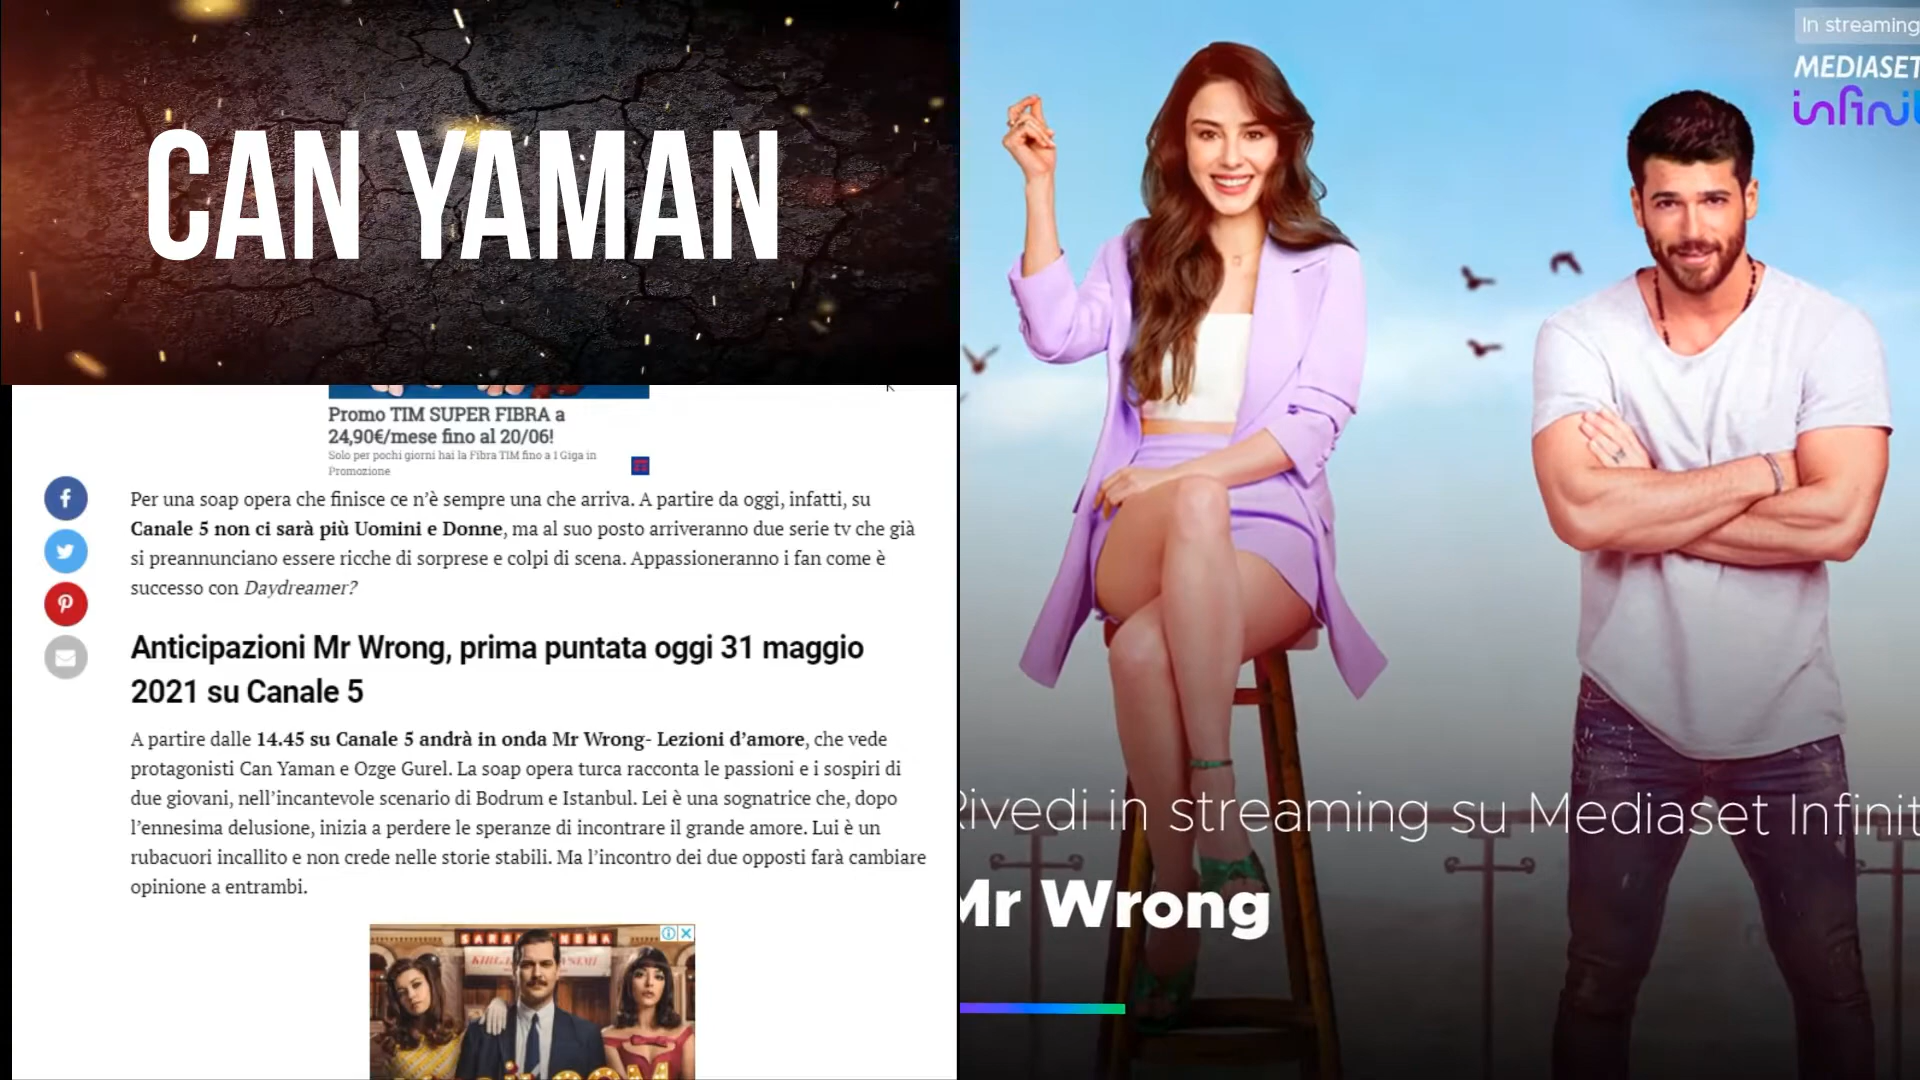 CAN YAMAN
Promo TIM SUPER FIBRA a
24,90€/mese fino al 20/06!
Solo per pochi giorni hai la Fibra TIM fino a 1 Giga in
Promozione
Per una soap opera che finisce ce n’è sempre una che arriva. A partire da oggi, infatti, su
Canale 5 non ci sarà più Uomini e Donne, ma al suo posto arriveranno due serie tv che già
si preannunciano essere ricche di sorprese e colpi di scena. Appassioneranno i fan come è
successo con Daydreamer?
Anticipazioni Mr Wrong, prima puntata oggi 31 maggio
2021 su Canale 5
A partire dalle 14.45 su Canale 5 andrà in onda Mr Wrong- Lezioni d’amore, che vede
protagonisti Can Yaman e Ozge Gurel. La soap opera turca racconta le passioni e i sospiri di
due giovani, nell’incantevole scenario di Bodrum e Istanbul. Lei è una sognatrice che, dopo
l’ennesima delusione, inizia a perdere le speranze di incontrare il grande amore. Lui è un
rubacuori incallito e non crede nelle storie stabili. Ma l’incontro dei due opposti farà cambiare
opinione a entrambi.
In streaming
MEDIASET
infinit
Rivedi in streaming su Mediaset Infinit
Mr Wrong